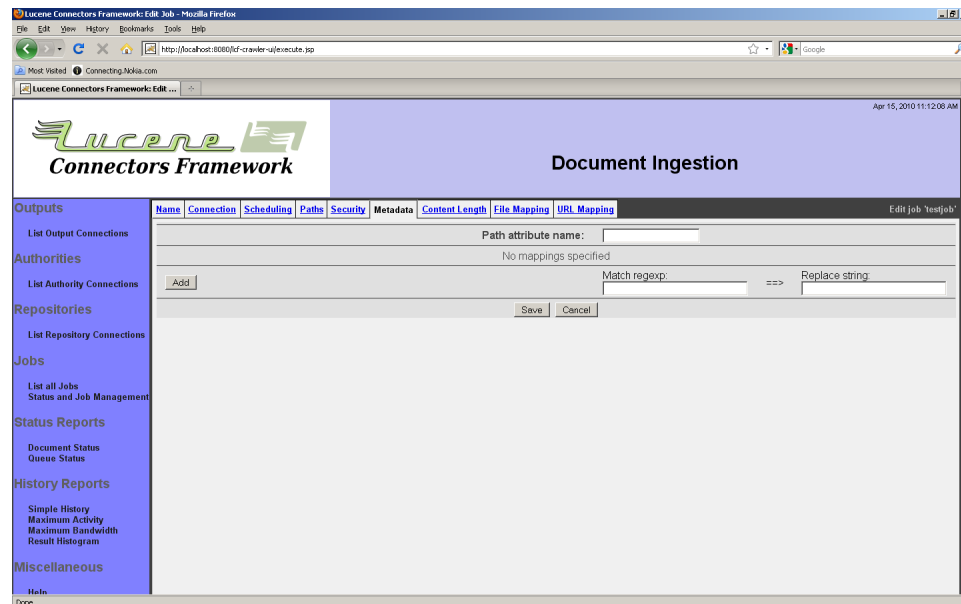 Lucene Connectors Framework: Edit Job - Mozilla Firefox
File Edit View History Bookmarks Tools Help
http://localhost:8080/lcf-crawler-ui/execute.jsp
Google
Most Visited Connecting.Nokia.com
Lucene Connectors Framework: Edit ...
Apr 15, 2010 11:12:08 AM
Lucene
Connectors Framework
Document Ingestion
Name Connection Scheduling Paths Security Metadata Content Length File Mapping URL Mapping
Edit job 'testjob'
Outputs
List Output Connections
Authorities
List Authority Connections
Repositories
List Repository Connections
Jobs
List all Jobs
Status and Job Management
Status Reports
Document Status
Queue Status
History Reports
Simple History
Maximum Activity
Maximum Bandwidth
Result Histogram
Miscellaneous
Help
Path attribute name:
No mappings specified
Add
Match regexp:
==>
Replace string:
Save Cancel
Done